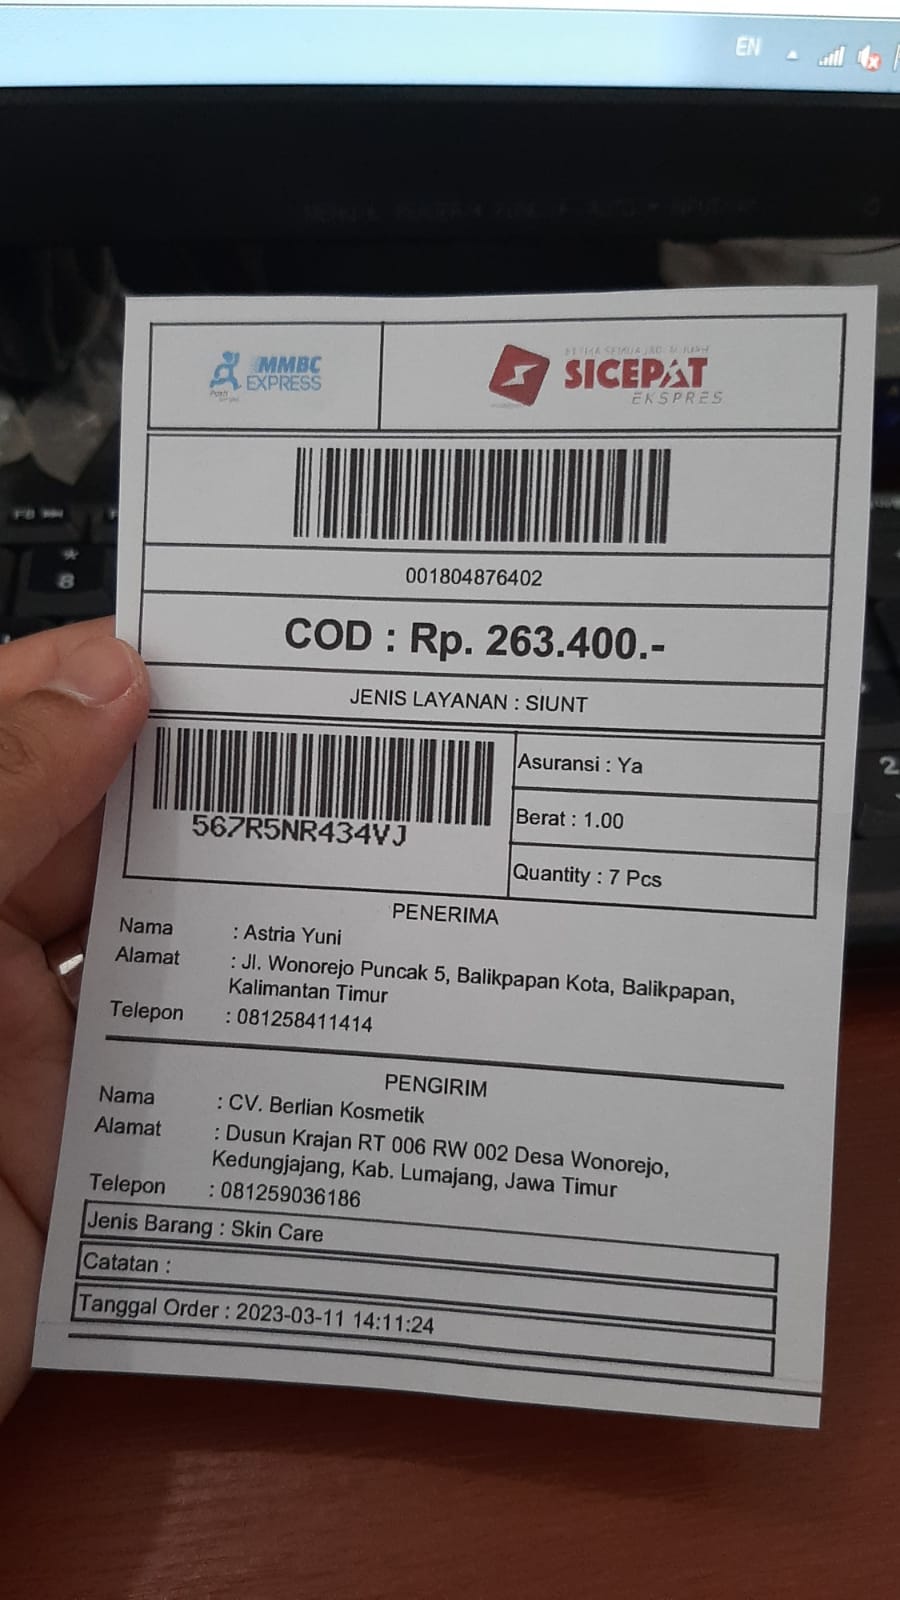 EN
MMBC
EXPRESS
SICEPAT
EKSPRES
001804876402
COD : Rp. 263.400.-
JENIS LAYANAN : SIUNT
567R5NR434VJ
Asuransi : Ya
Berat : 1.00
Quantity : 7 Pcs
PENERIMA
Nama : Astria Yuni
Alamat : Jl. Wonorejo Puncak 5, Balikpapan Kota, Balikpapan,
Kalimantan Timur
Telepon : 081258411414
PENGIRIM
Nama : CV. Berlian Kosmetik
Alamat : Dusun Krajan RT 006 RW 002 Desa Wonorejo,
Kedungjajang, Kab. Lumajang, Jawa Timur
Telepon : 081259036186
Jenis Barang : Skin Care
Catatan :
Tanggal Order : 2023-03-11 14:11:24
*
8
2